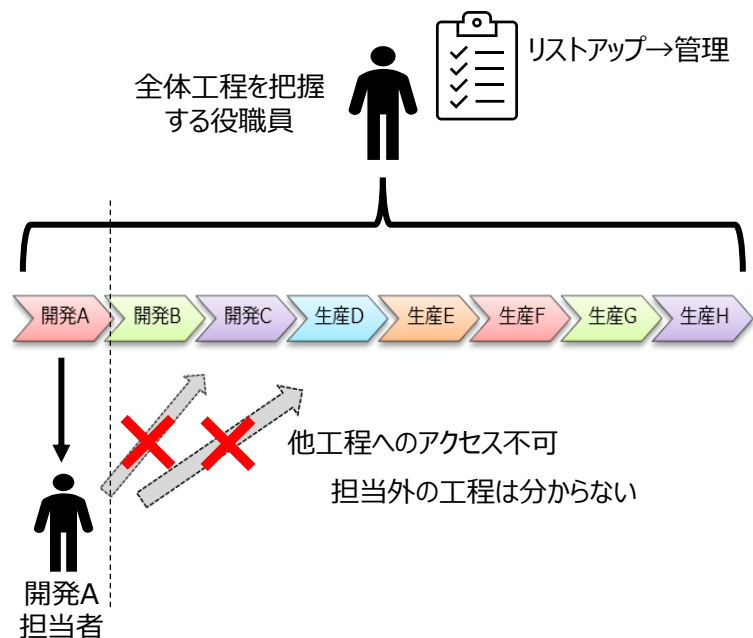 リストアップ→管理
全体工程を把握
する役職員
開発A
開発B
開発C
生産D
生産E
生産F
生産G
生産H
他工程へのアクセス不可
担当外の工程は分からない
開発A
担当者